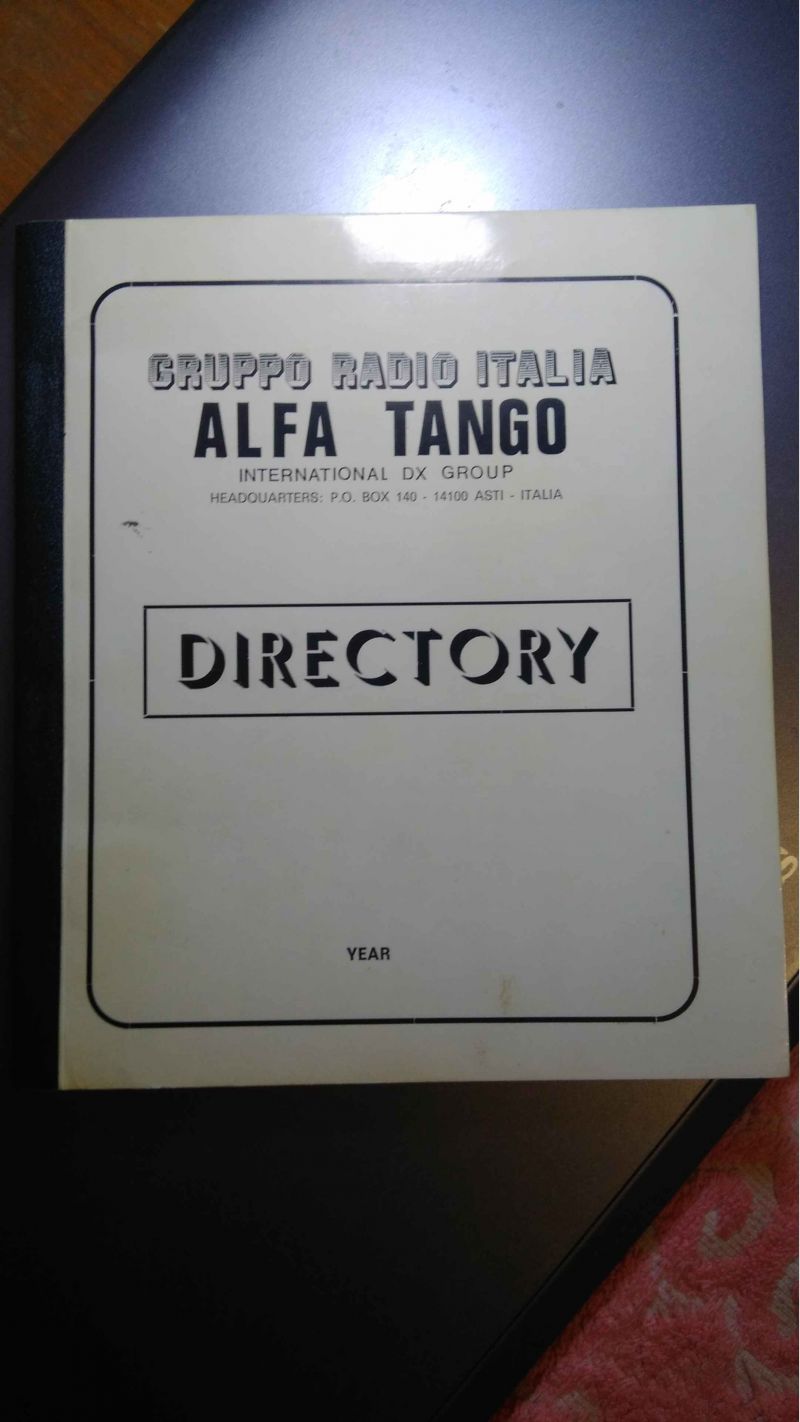 GRUPPO RADIO ITALIA
ALFA TANGO
INTERNATIONAL DX GROUP
HEADQUARTERS: P.O. BOX 140 - 14100 ASTI - ITALIA
DIRECTORY
YEAR